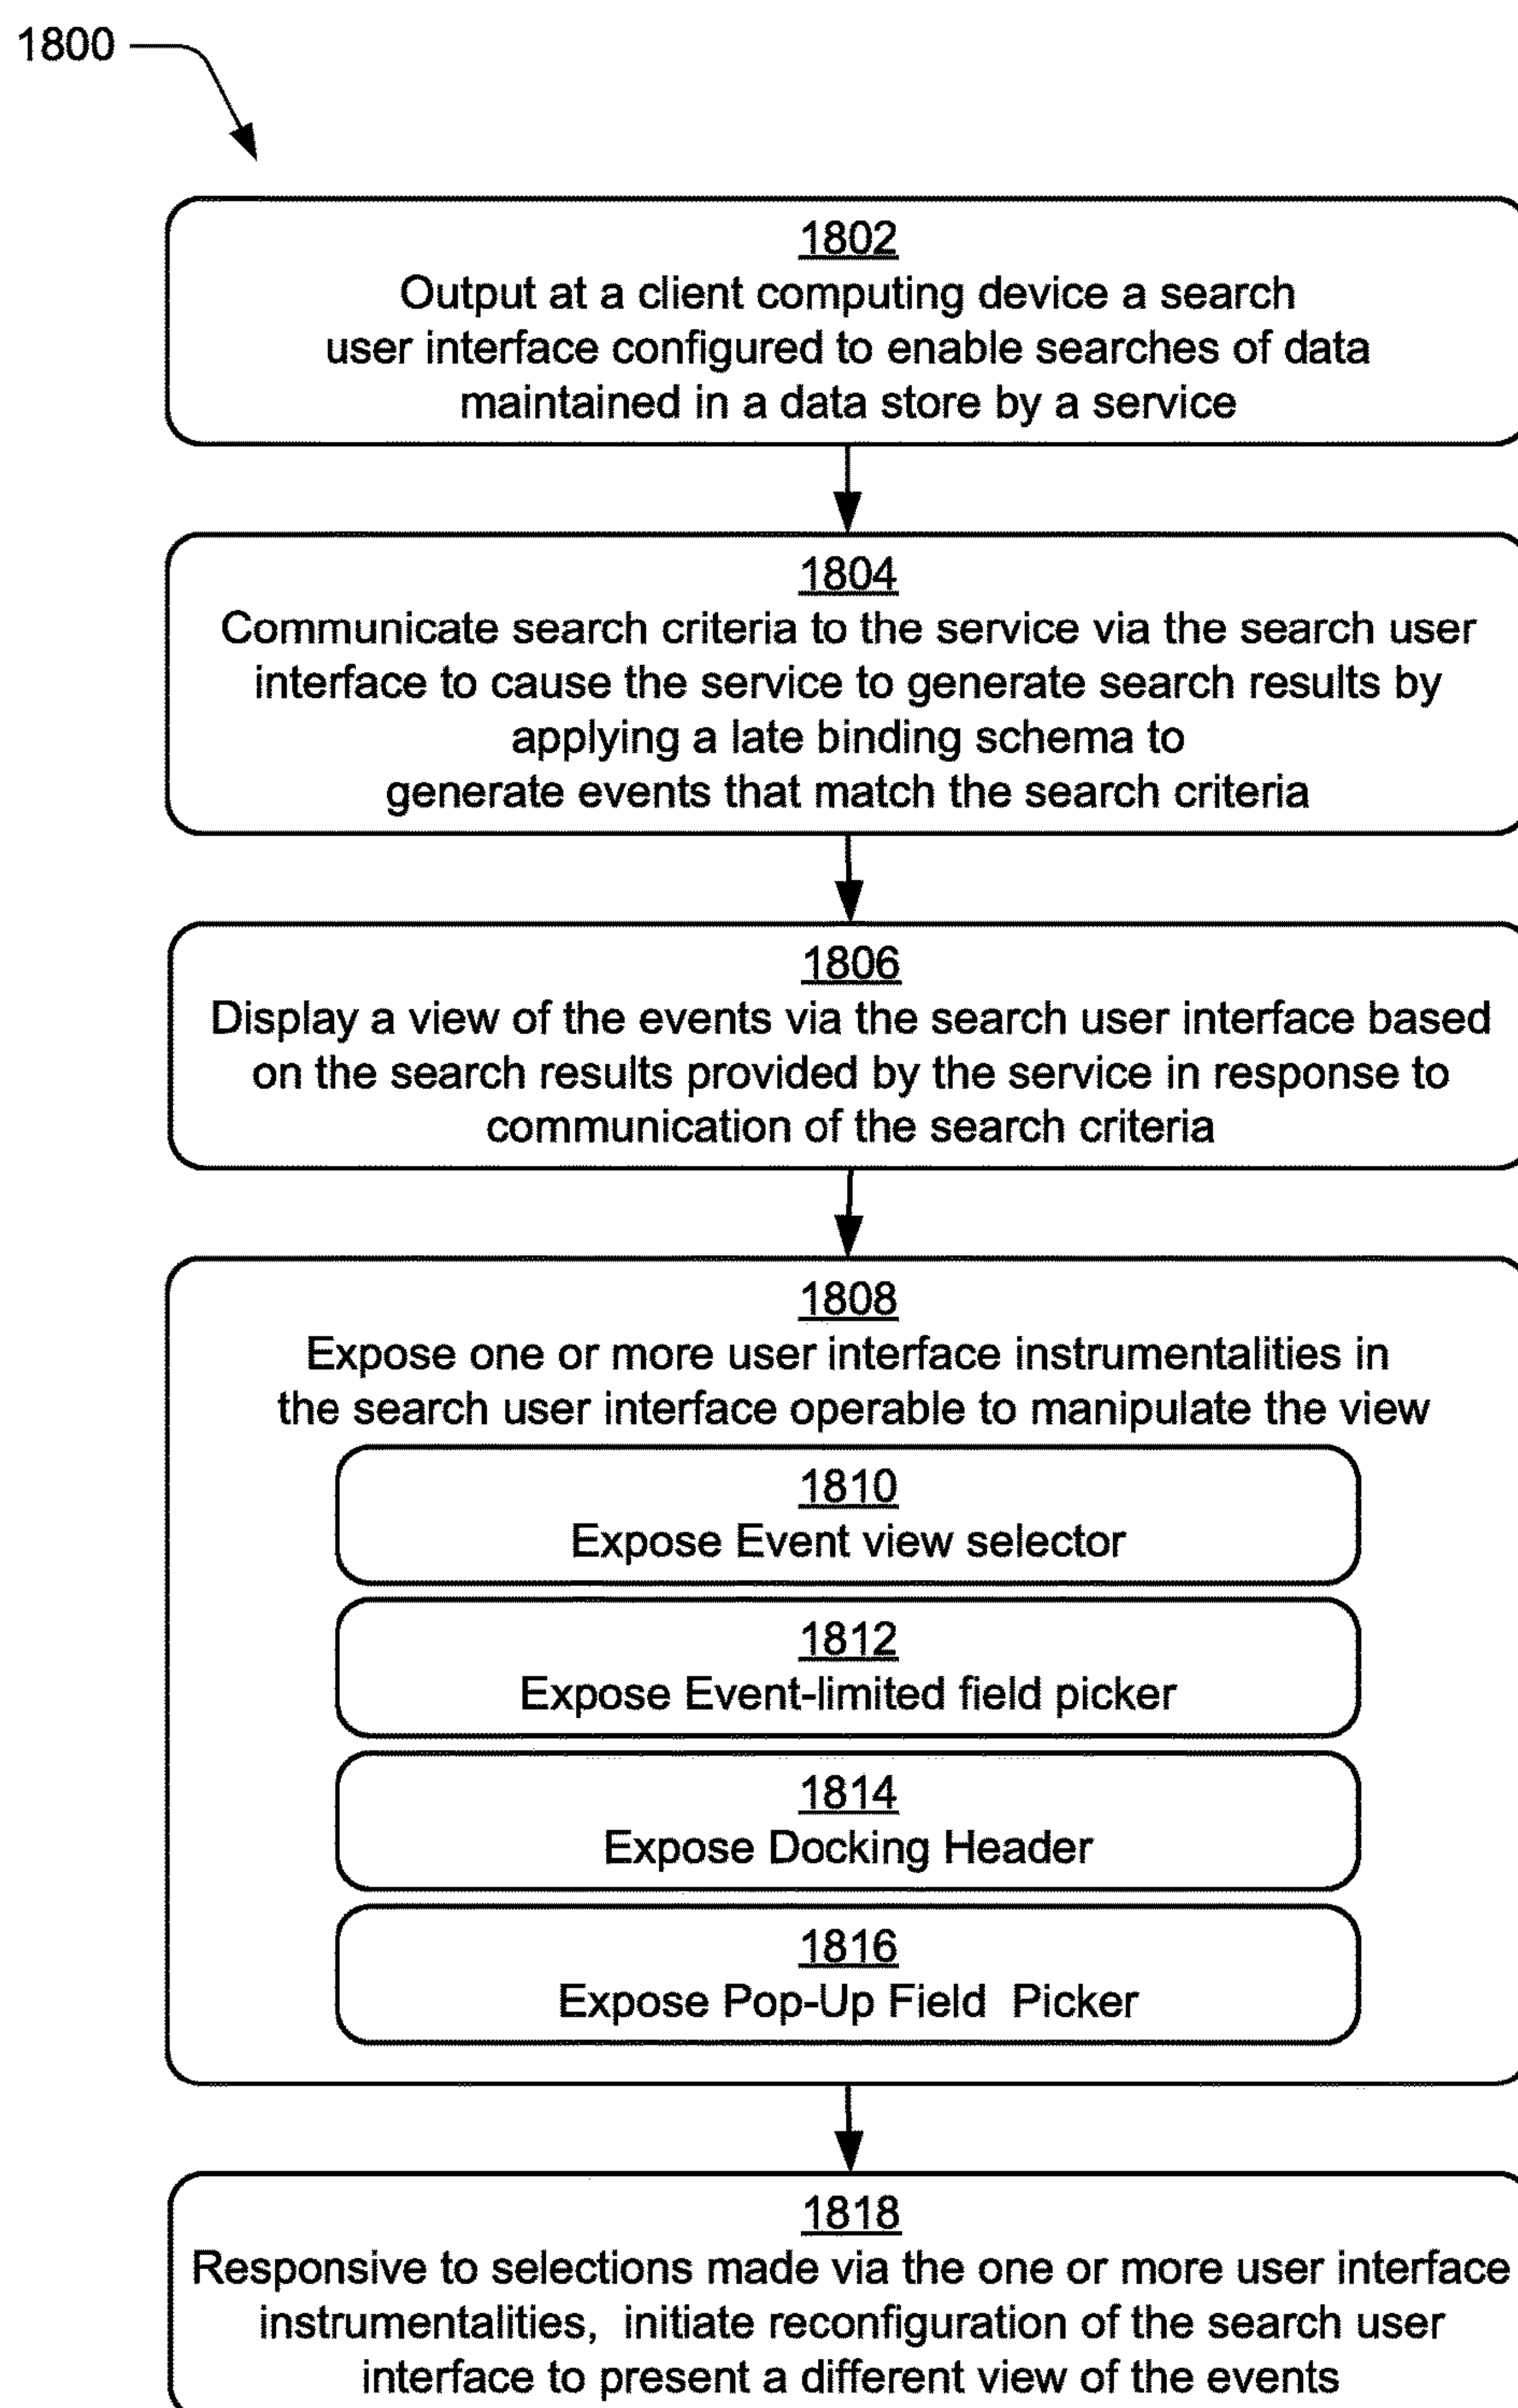 1800
1802
Output at a client computing device a search
user interface configured to enable searches of data
maintained in a data store by a service
1804
Communicate search criteria to the service via the search user
interface to cause the service to generate search results by
applying a late binding schema to
generate events that match the search criteria
1806
Display a view of the events via the search user interface based
on the search results provided by the service in response to
communication of the search criteria
1808
Expose one or more user interface instrumentalities in
the search user interface operable to manipulate the view
1810
Expose Event view selector
1812
Expose Event-limited field picker
1814
Expose Docking Header
1816
Expose Pop-Up Field Picker
1818
Responsive to selections made via the one or more user interface
instrumentalities, initiate reconfiguration of the search user
interface to present a different view of the events